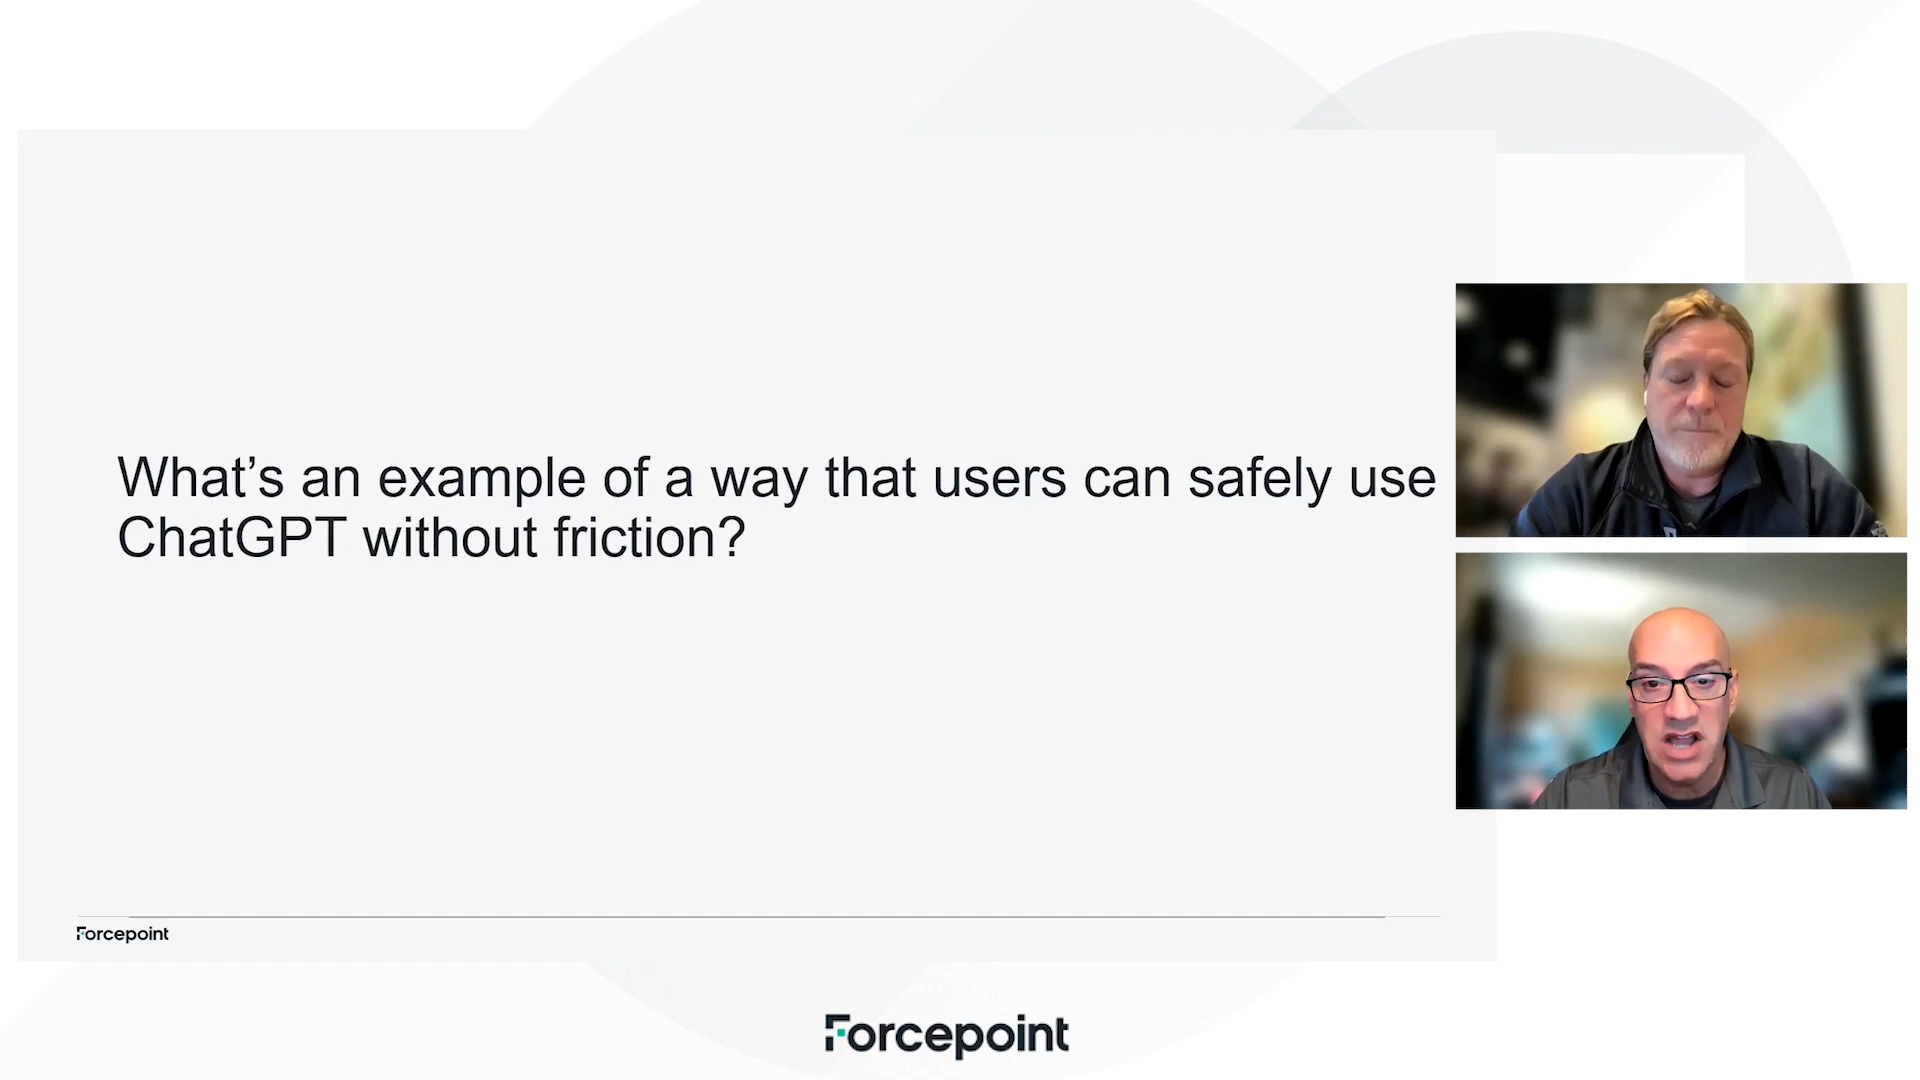 What’s an example of a way that users can safely use
ChatGPT without friction?
Forcepoint
Forcepoint